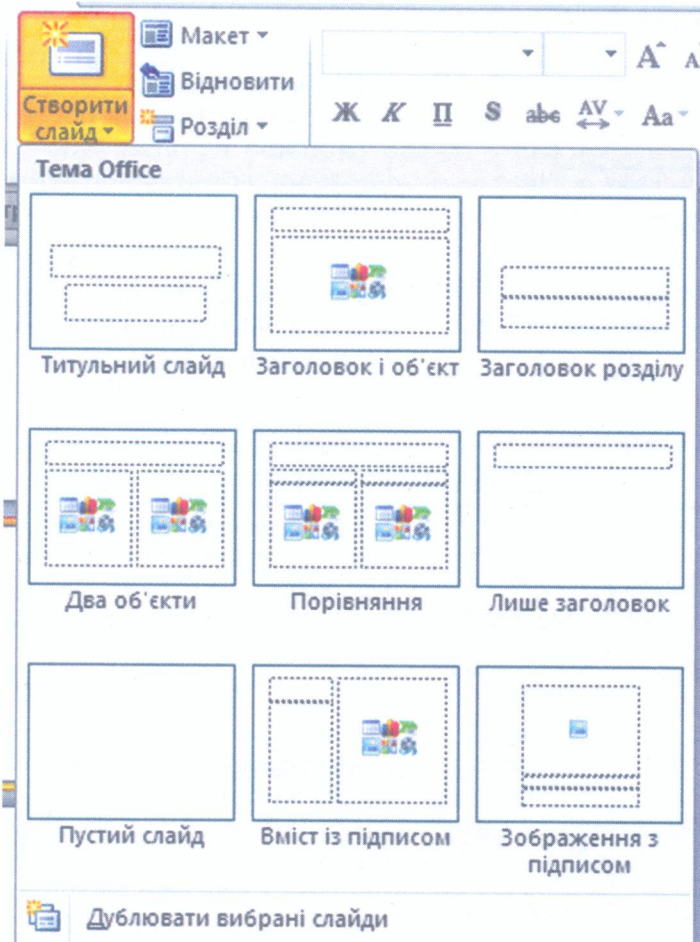 Макет
Створити
слайд
Відновити
Розділ
А А
Ж К П S abc AV Aa
Тема Office
Титульний слайд
Заголовок і об'єкт
Заголовок розділу
Два об'єкти
Порівняння
Лише заголовок
Пустий слайд
Вміст із підписом
Зображення з
підписом
Дублювати вибрані слайди